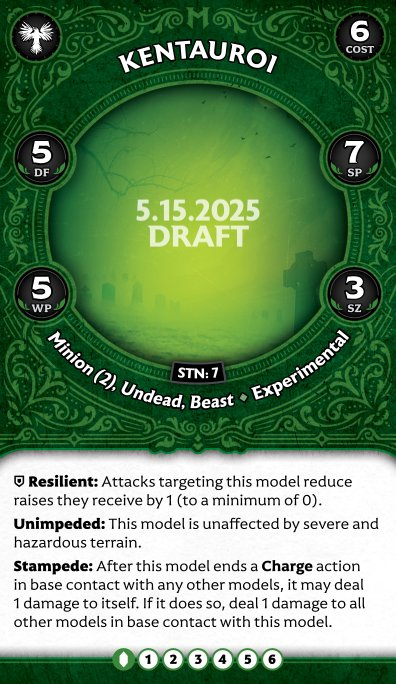 KENTAUROI
6
COST
5
DF
7
SP
5.15.2025
DRAFT
5
WP
3
SZ
STN: 7
Minion (2), Undead, Beast ⬥ Experimental
Resilient: Attacks targeting this model reduce
raises they receive by 1 (to a minimum of 0).
Unimpeded: This model is unaffected by severe and
hazardous terrain.
Stampede: After this model ends a Charge action
in base contact with any other models, it may deal
1 damage to itself. If it does so, deal 1 damage to all
other models in base contact with this model.
1 2 3 4 5 6